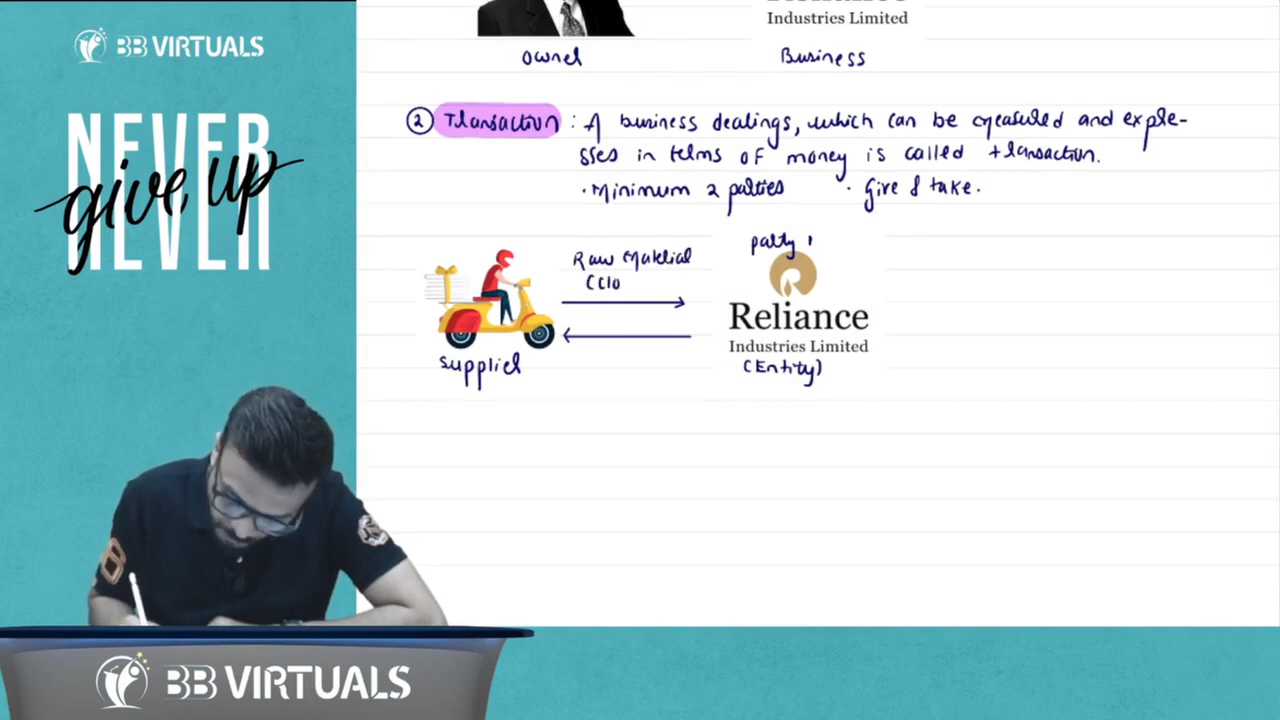 Industries Limited
BB VIRTUALS
owner Business
NEVER
give up
NEVER
② Transaction : A business dealings, which can be measured and expre-
sses in terms of money is called transaction.
· Minimum 2 parties · Give & take.
party 1
Raw material
Reliance
Industries Limited
supplier (Entity)
BB VIRTUALS